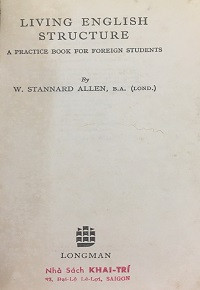 LIVING ENGLISH
STRUCTURE
A PRACTICE BOOK FOR FOREIGN STUDENTS
By
W. STANNARD ALLEN, B.A. (LOND.)
LONGMAN
Nhà Sách KHAI-TRÍ
62, Đại-Lộ Lê-Lợi, SAIGON